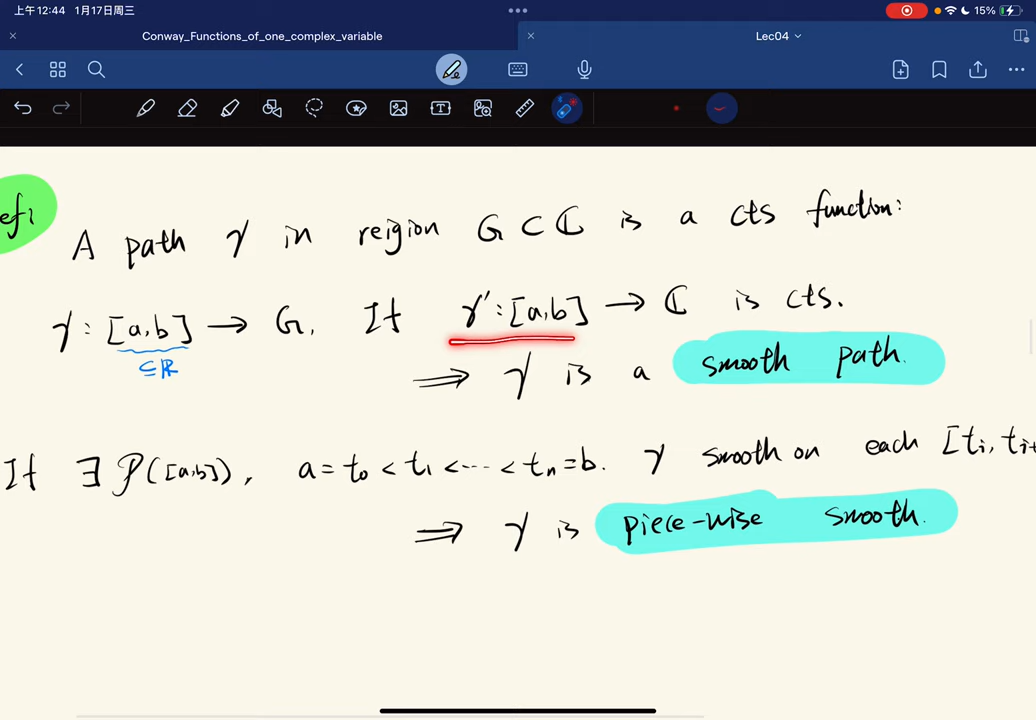 上午12:44 1月17日周三
15%
Conway_Functions_of_one_complex_variable
Lec04
efi
A path γ in reigion G ⊂ ℂ is a cts function:
γ : [a,b] → G. If γ' : [a,b] → ℂ is cts.
⊆ℝ
⟹ γ is a smooth path.
If ∃ P([a,b]), a = t₀ < t₁ < ⋯ < tₙ = b. γ smooth on each [tᵢ, tᵢ₊
⟹ γ is piece-wise smooth.